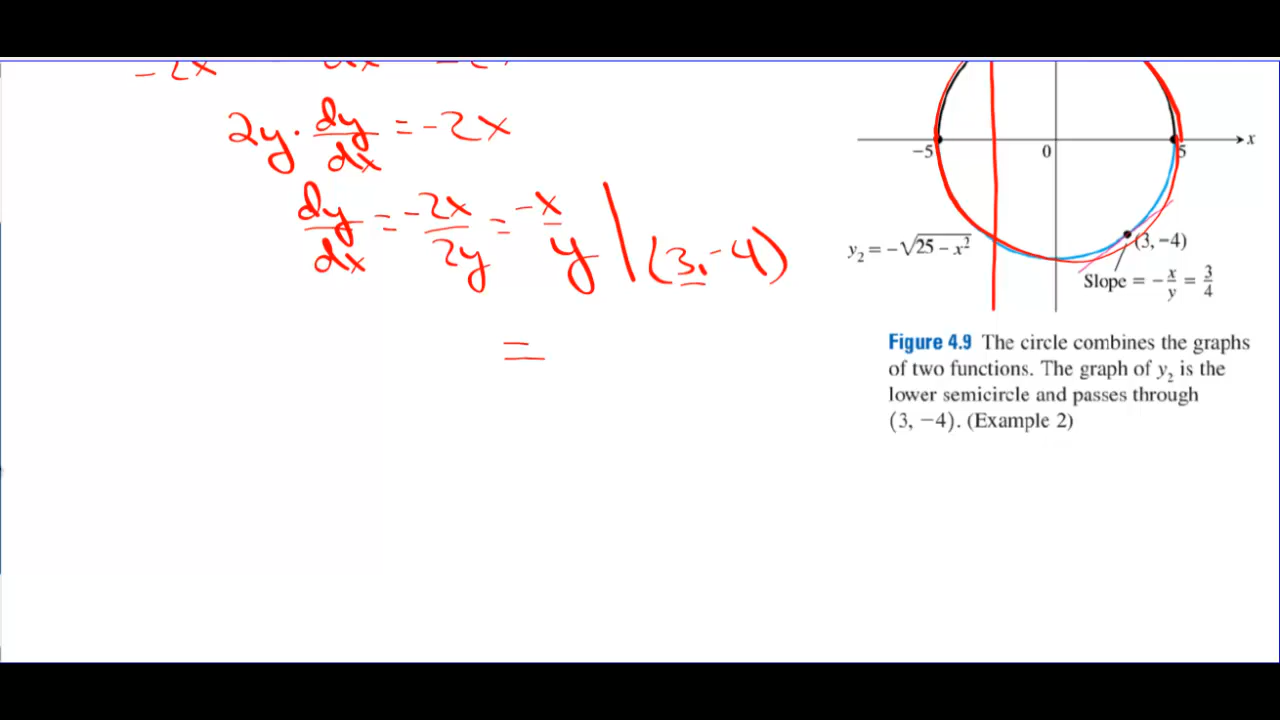 -2x
2y · dy/dx = -2x
dy/dx = -2x/2y = -x/y | (3, -4)
=
-5 0 5 x
y₂ = -√25 - x²
(3, -4)
Slope = -x/y = 3/4
Figure 4.9 The circle combines the graphs
of two functions. The graph of y₂ is the
lower semicircle and passes through
(3, −4). (Example 2)